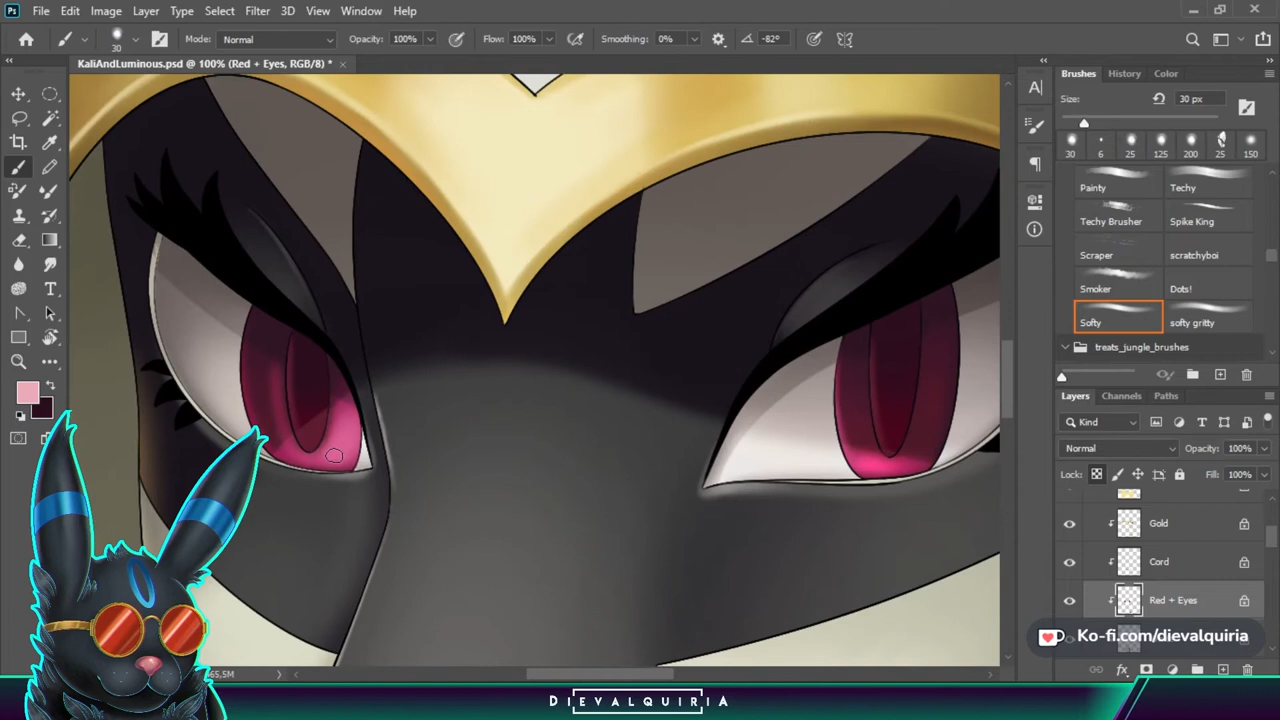 Ps File Edit Image Layer Type Select Filter 3D View Window Help
30 Mode: Normal Opacity: 100% Flow: 100% Smoothing: 0% -82°
KaliAndLuminous.psd @ 100% (Red + Eyes, RGB/8) *
Brushes History Color
Size: 30 px
30 6 25 125 200 25 150
Painty Techy
Techy Brusher Spike King
Scraper scratchyboi
Smoker Dots!
Softy softy gritty
treats_jungle_brushes
Layers Channels Paths
Kind
Normal Opacity: 100%
Lock: Fill: 100%
Gold
Cord
Red + Eyes
Ko-fi.com/dievalquiria
65,5M
DIEVALQUIRIA